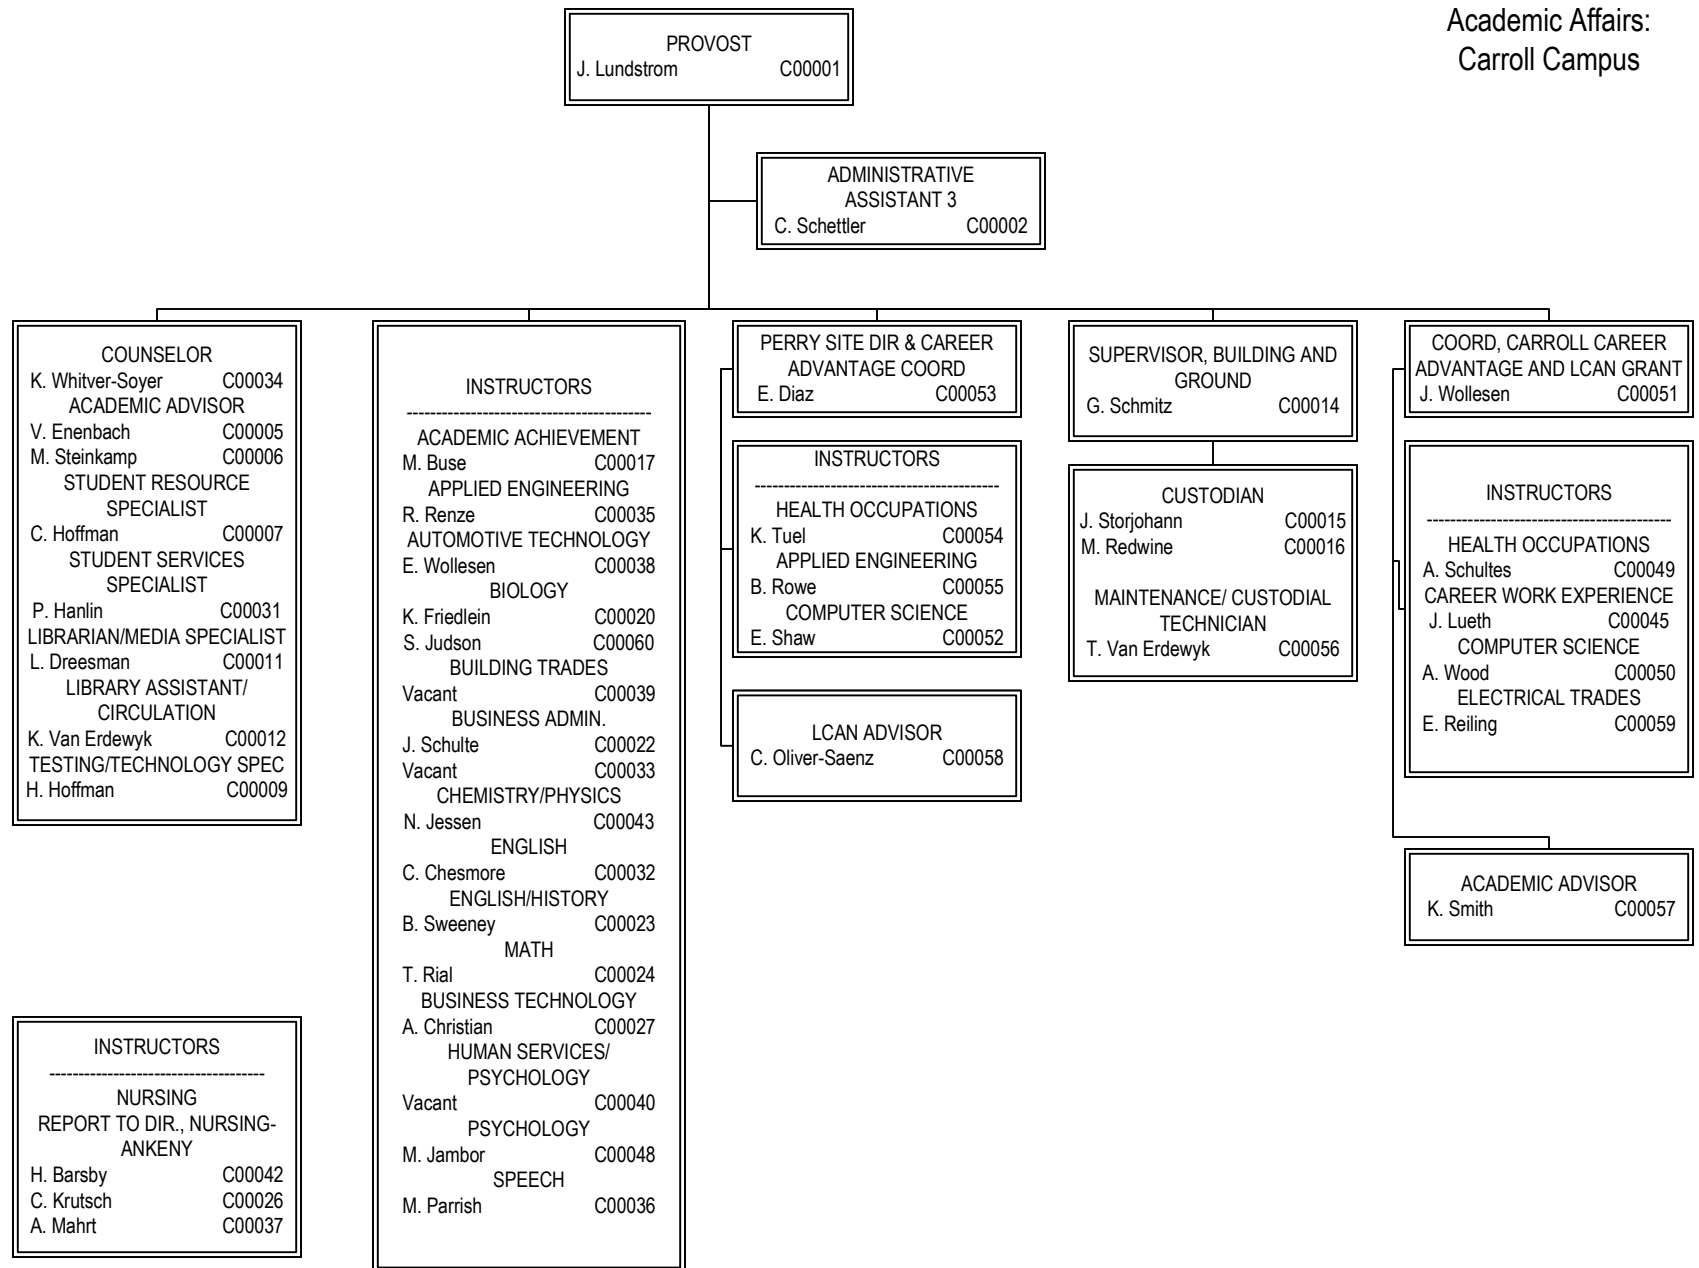 Academic Affairs:
Carroll Campus
PROVOST
J. Lundstrom C00001
ADMINISTRATIVE
ASSISTANT 3
C. Schettler C00002
COUNSELOR
K. Whitver-Soyer C00034
ACADEMIC ADVISOR
V. Enenbach C00005
M. Steinkamp C00006
STUDENT RESOURCE
SPECIALIST
C. Hoffman C00007
STUDENT SERVICES
SPECIALIST
P. Hanlin C00031
LIBRARIAN/MEDIA SPECIALIST
L. Dreesman C00011
LIBRARY ASSISTANT/
CIRCULATION
K. Van Erdewyk C00012
TESTING/TECHNOLOGY SPEC
H. Hoffman C00009
INSTRUCTORS
-------------------------------------
NURSING
REPORT TO DIR., NURSING-
ANKENY
H. Barsby C00042
C. Krutsch C00026
A. Mahrt C00037
INSTRUCTORS
------------------------------------------
ACADEMIC ACHIEVEMENT
M. Buse C00017
APPLIED ENGINEERING
R. Renze C00035
AUTOMOTIVE TECHNOLOGY
E. Wollesen C00038
BIOLOGY
K. Friedlein C00020
S. Judson C00060
BUILDING TRADES
Vacant C00039
BUSINESS ADMIN.
J. Schulte C00022
Vacant C00033
CHEMISTRY/PHYSICS
N. Jessen C00043
ENGLISH
C. Chesmore C00032
ENGLISH/HISTORY
B. Sweeney C00023
MATH
T. Rial C00024
BUSINESS TECHNOLOGY
A. Christian C00027
HUMAN SERVICES/
PSYCHOLOGY
Vacant C00040
PSYCHOLOGY
M. Jambor C00048
SPEECH
M. Parrish C00036
PERRY SITE DIR & CAREER
ADVANTAGE COORD
E. Diaz C00053
INSTRUCTORS
------------------------------------------
HEALTH OCCUPATIONS
K. Tuel C00054
APPLIED ENGINEERING
B. Rowe C00055
COMPUTER SCIENCE
E. Shaw C00052
LCAN ADVISOR
C. Oliver-Saenz C00058
SUPERVISOR, BUILDING AND
GROUND
G. Schmitz C00014
CUSTODIAN
J. Storjohann C00015
M. Redwine C00016
MAINTENANCE/ CUSTODIAL
TECHNICIAN
T. Van Erdewyk C00056
COORD, CARROLL CAREER
ADVANTAGE AND LCAN GRANT
J. Wollesen C00051
INSTRUCTORS
------------------------------------------
HEALTH OCCUPATIONS
A. Schultes C00049
CAREER WORK EXPERIENCE
J. Lueth C00045
COMPUTER SCIENCE
A. Wood C00050
ELECTRICAL TRADES
E. Reiling C00059
ACADEMIC ADVISOR
K. Smith C00057